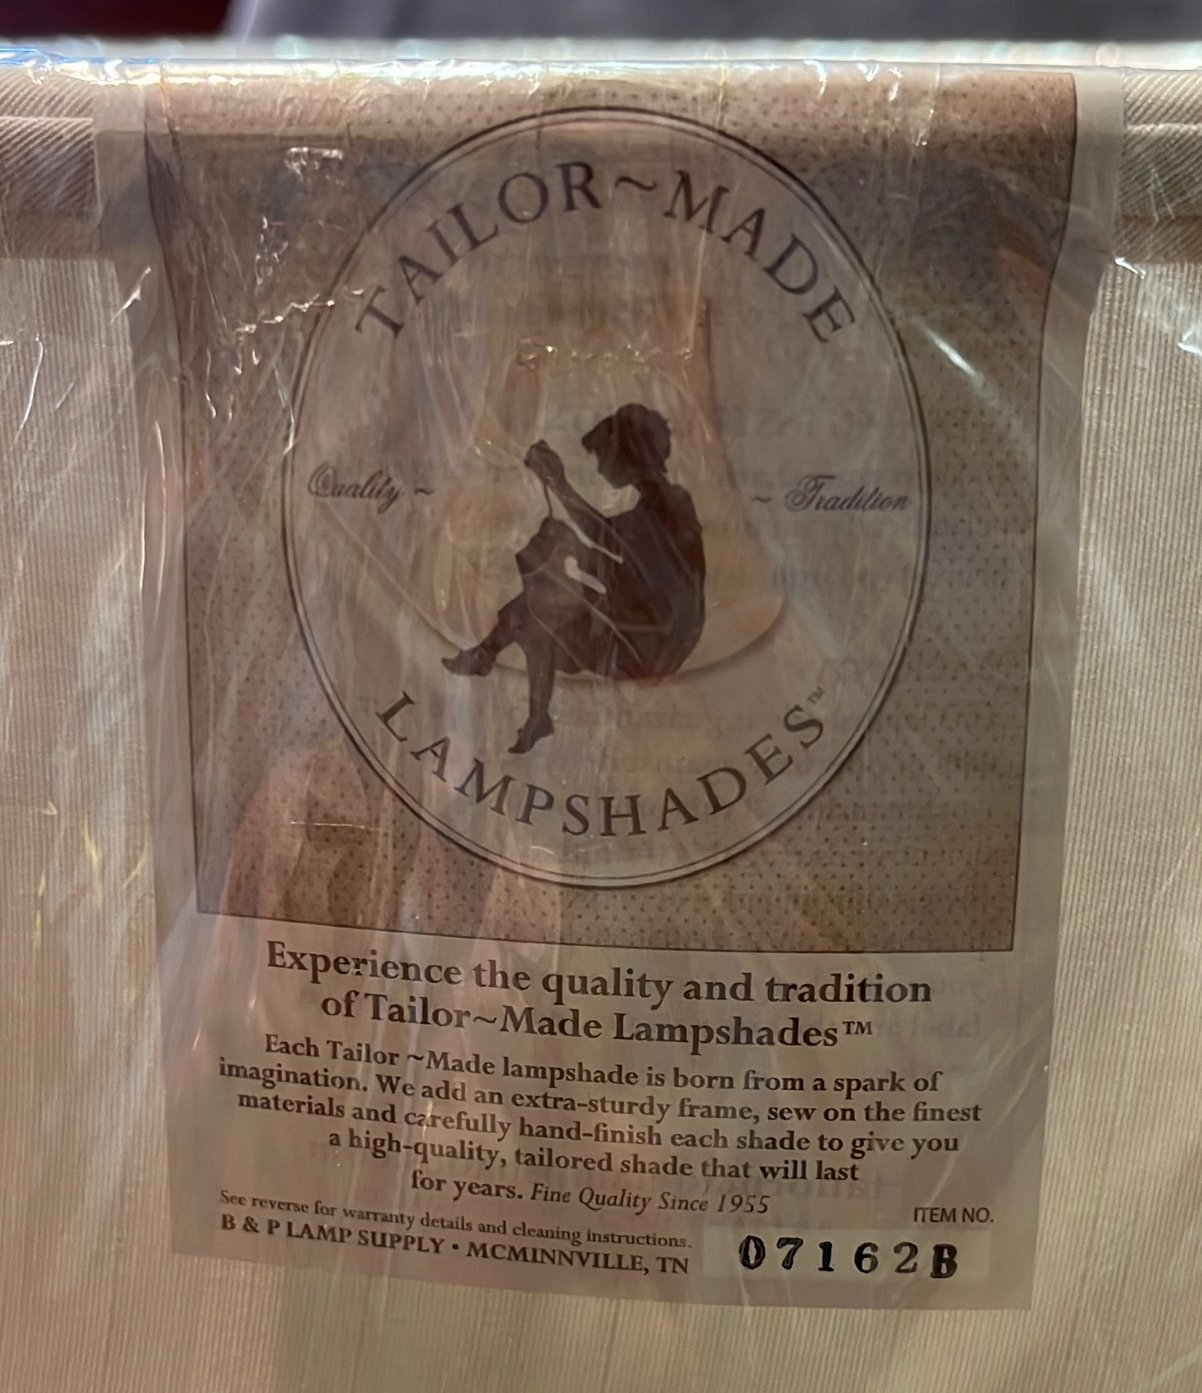 TAILOR~MADE
Quality ~
~ Tradition
LAMPSHADES™
Experience the quality and tradition
of Tailor~Made Lampshades™
Each Tailor ~Made lampshade is born from a spark of
imagination. We add an extra-sturdy frame, sew on the finest
materials and carefully hand-finish each shade to give you
a high-quality, tailored shade that will last
for years. Fine Quality Since 1955
See reverse for warranty details and cleaning instructions.
B & P LAMP SUPPLY • MCMINNVILLE, TN
ITEM NO.
07162B